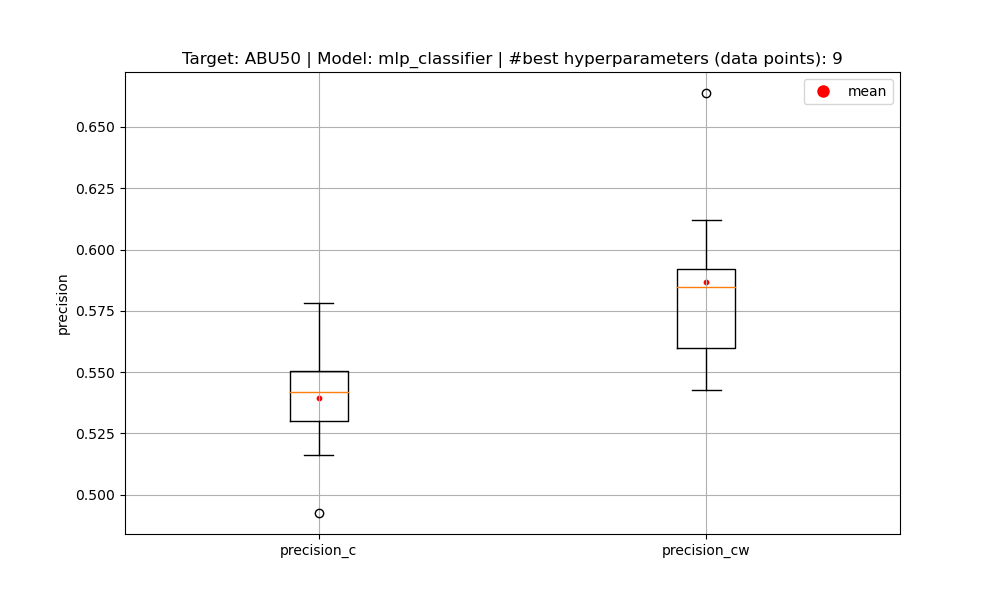 Target: ABU50 | Model: mlp_classifier | #best hyperparameters (data points): 9
mean
0.650
0.625
0.600
0.575
0.550
0.525
0.500
precision
precision_c
precision_cw